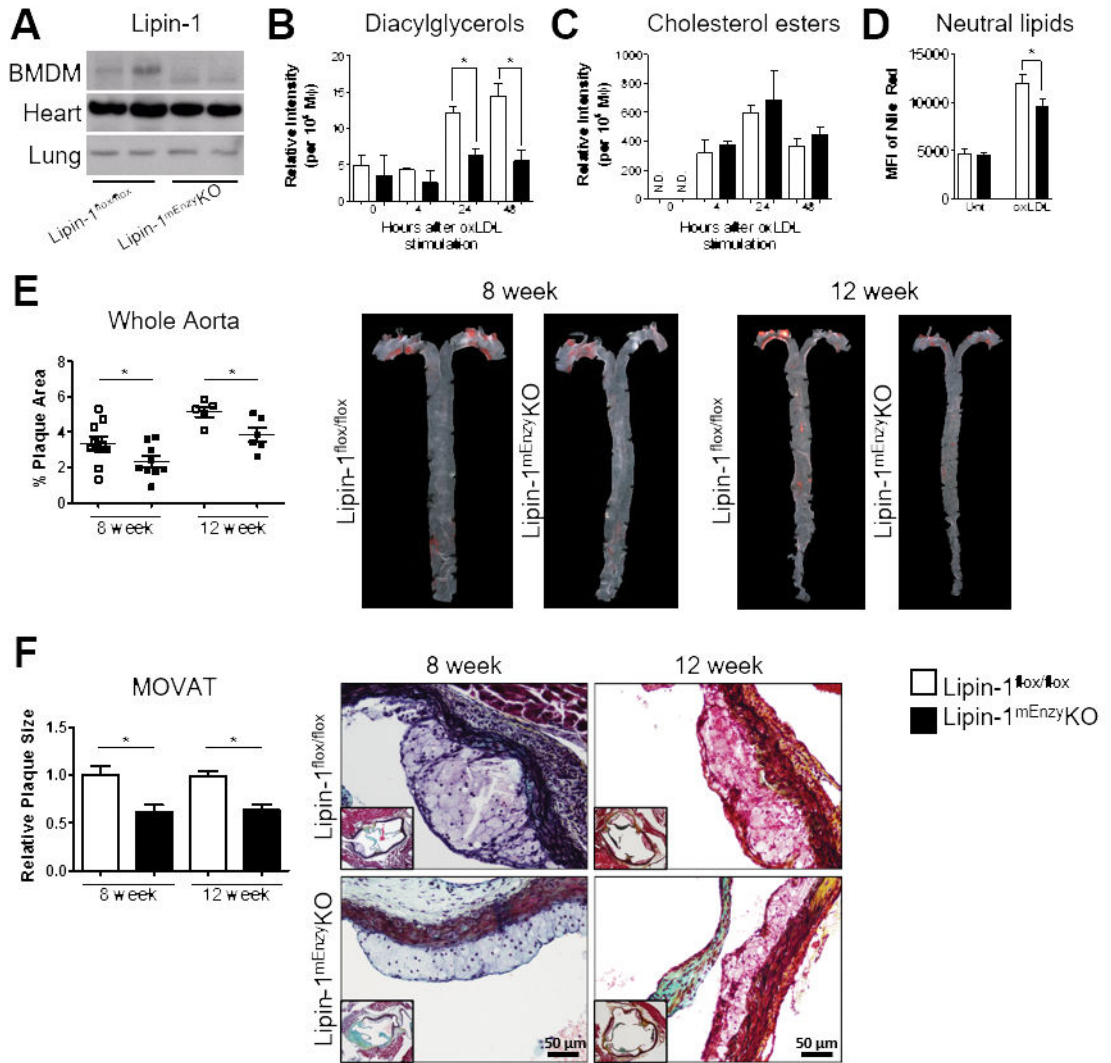 A
Lipin-1
BMDM
Heart
Lung
Lipin-1flox/flox
Lipin-1mEnzyKO
B
Diacylglycerols
Relative Intensity
(per 10
20
15
10
5
0
*
*
0
4
24
48
Hours after oxLDL
stimulation
C
Cholesterol esters
Relative Intensity
(per 10
1000
800
600
400
200
0
N.D.
N.D.
0
4
24
48
Hours after oxLDL
stimulation
D
Neutral lipids
MFI of Nile Red
15000
10000
5000
0
*
Unt
oxLDL
E
Whole Aorta
% Plaque Area
8
6
4
2
0
*
*
8 week
12 week
8 week
12 week
Lipin-1flox/flox
Lipin-1mEnzyKO
Lipin-1flox/flox
Lipin-1mEnzyKO
F
MOVAT
Relative Plaque Size
1.5
1.0
0.5
0.0
*
*
8 week
12 week
8 week
12 week
Lipin-1flox/flox
Lipin-1mEnzyKO
50 µm
50 µm
Lipin-1flox/flox
Lipin-1mEnzyKO